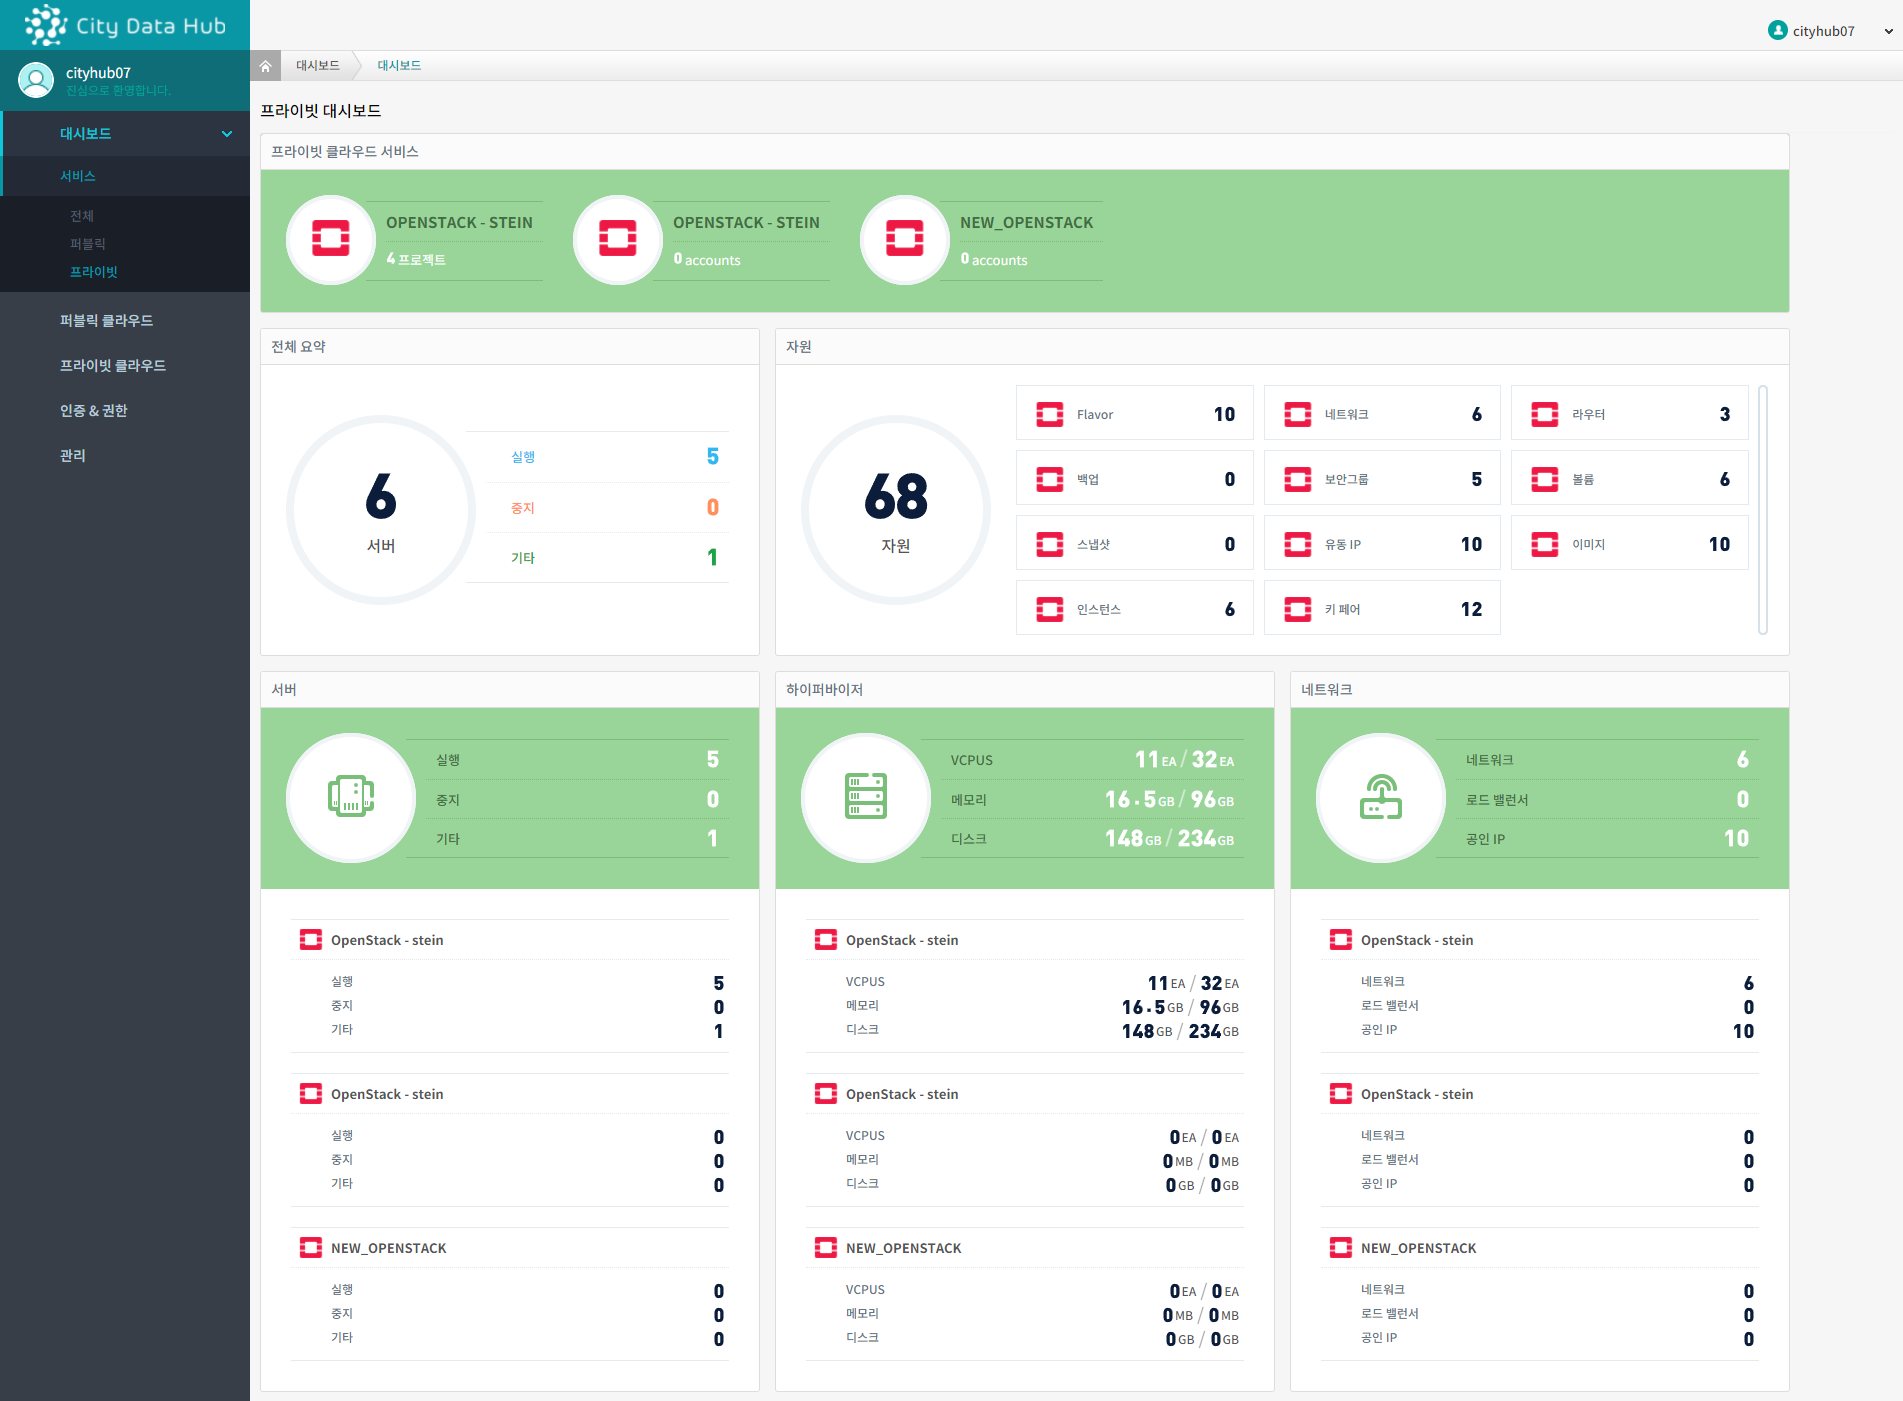 City Data Hub
cityhub07
cityhub07
진심으로 환영합니다.
대시보드
서비스
전체
퍼블릭
프라이빗
퍼블릭 클라우드
프라이빗 클라우드
인증 & 권한
관리
대시보드 대시보드
프라이빗 대시보드
프라이빗 클라우드 서비스
OPENSTACK - STEIN
4 프로젝트
OPENSTACK - STEIN
0 accounts
NEW_OPENSTACK
0 accounts
전체 요약
6
서버
실행 5
중지 0
기타 1
자원
68
자원
Flavor 10
네트워크 6
라우터 3
백업 0
보안그룹 5
볼륨 6
스냅샷 0
유동 IP 10
이미지 10
인스턴스 6
키 페어 12
서버
실행 5
중지 0
기타 1
OpenStack - stein
실행 5
중지 0
기타 1
OpenStack - stein
실행 0
중지 0
기타 0
NEW_OPENSTACK
실행 0
중지 0
기타 0
하이퍼바이저
VCPUS 11 EA / 32 EA
메모리 16.5 GB / 96 GB
디스크 148 GB / 234 GB
OpenStack - stein
VCPUS 11 EA / 32 EA
메모리 16.5 GB / 96 GB
디스크 148 GB / 234 GB
OpenStack - stein
VCPUS 0 EA / 0 EA
메모리 0 MB / 0 MB
디스크 0 GB / 0 GB
NEW_OPENSTACK
VCPUS 0 EA / 0 EA
메모리 0 MB / 0 MB
디스크 0 GB / 0 GB
네트워크
네트워크 6
로드 밸런서 0
공인 IP 10
OpenStack - stein
네트워크 6
로드 밸런서 0
공인 IP 10
OpenStack - stein
네트워크 0
로드 밸런서 0
공인 IP 0
NEW_OPENSTACK
네트워크 0
로드 밸런서 0
공인 IP 0